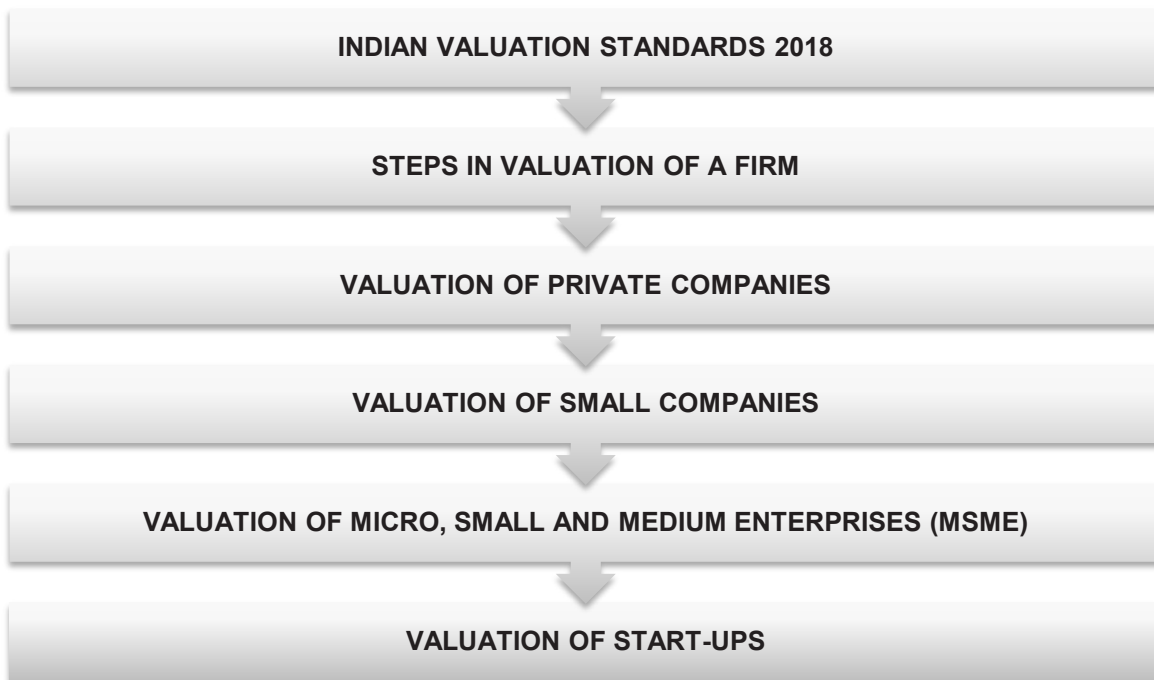 INDIAN VALUATION STANDARDS 2018
STEPS IN VALUATION OF A FIRM
VALUATION OF PRIVATE COMPANIES
VALUATION OF SMALL COMPANIES
VALUATION OF MICRO, SMALL AND MEDIUM ENTERPRISES (MSME)
VALUATION OF START-UPS